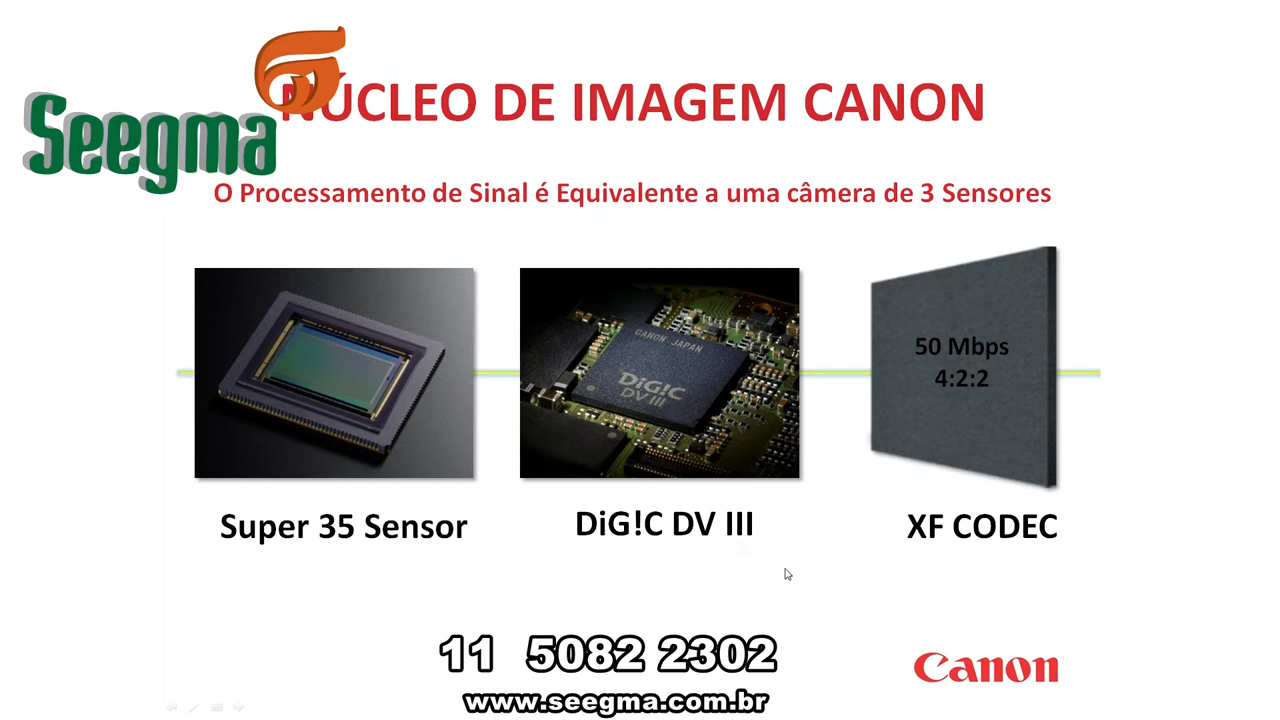 Seegma
NÚCLEO DE IMAGEM CANON
O Processamento de Sinal é Equivalente a uma câmera de 3 Sensores
CANON JAPAN
DiG!C
DV III
50 Mbps
4:2:2
Super 35 Sensor
DiG!C DV III
XF CODEC
11 5082 2302
www.seegma.com.br
Canon